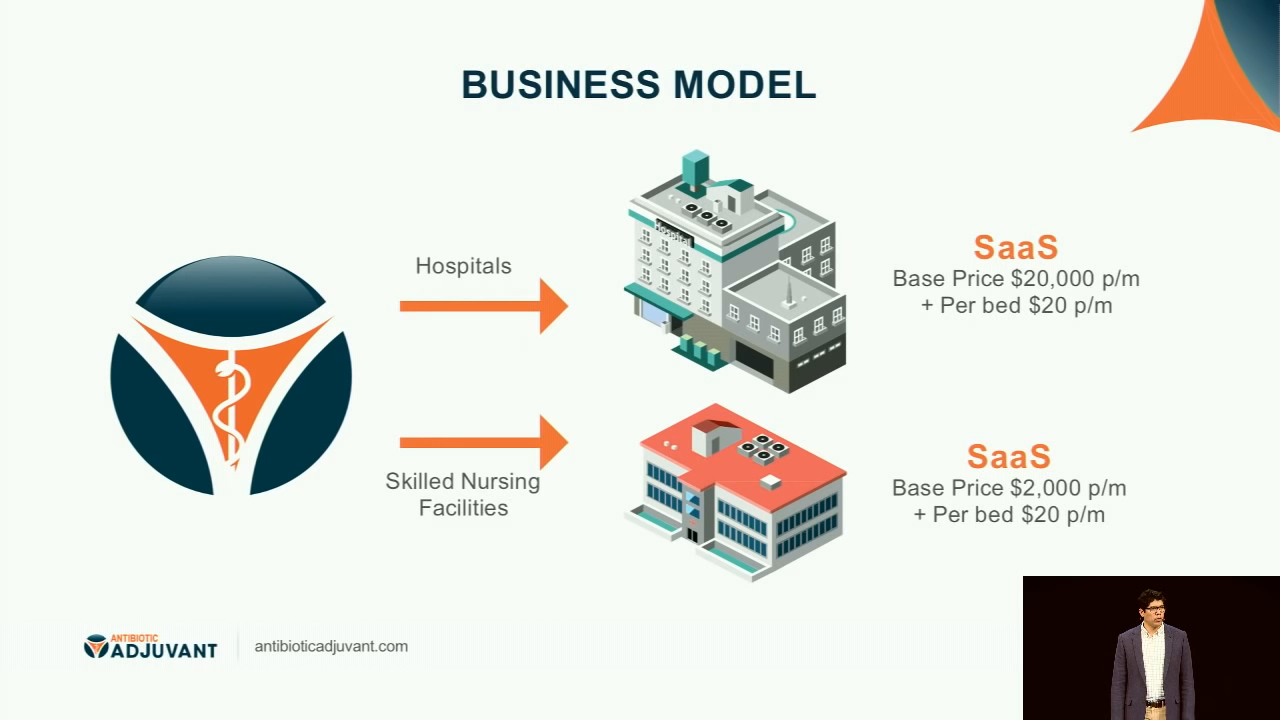 BUSINESS MODEL
Hospitals
Hospital
SaaS
Base Price $20,000 p/m
+ Per bed $20 p/m
Skilled Nursing
Facilities
SaaS
Base Price $2,000 p/m
+ Per bed $20 p/m
ANTIBIOTIC
ADJUVANT
antibioticadjuvant.com